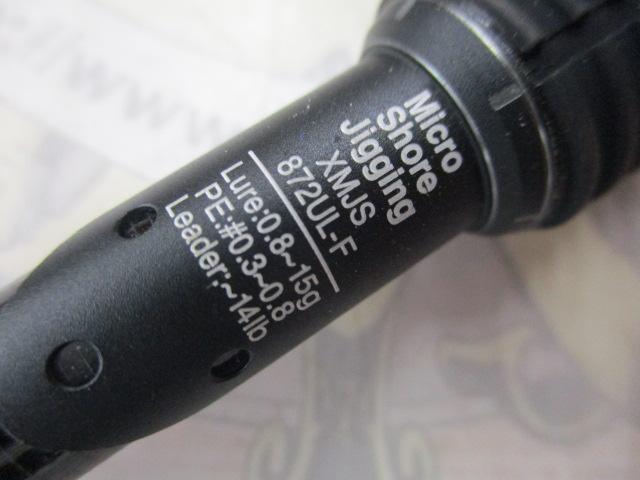 Micro
Shore
Jigging
XMJS
872UL-F
Lure:0.8~15g
PE:#0.3~0.8
Leader:~14lb